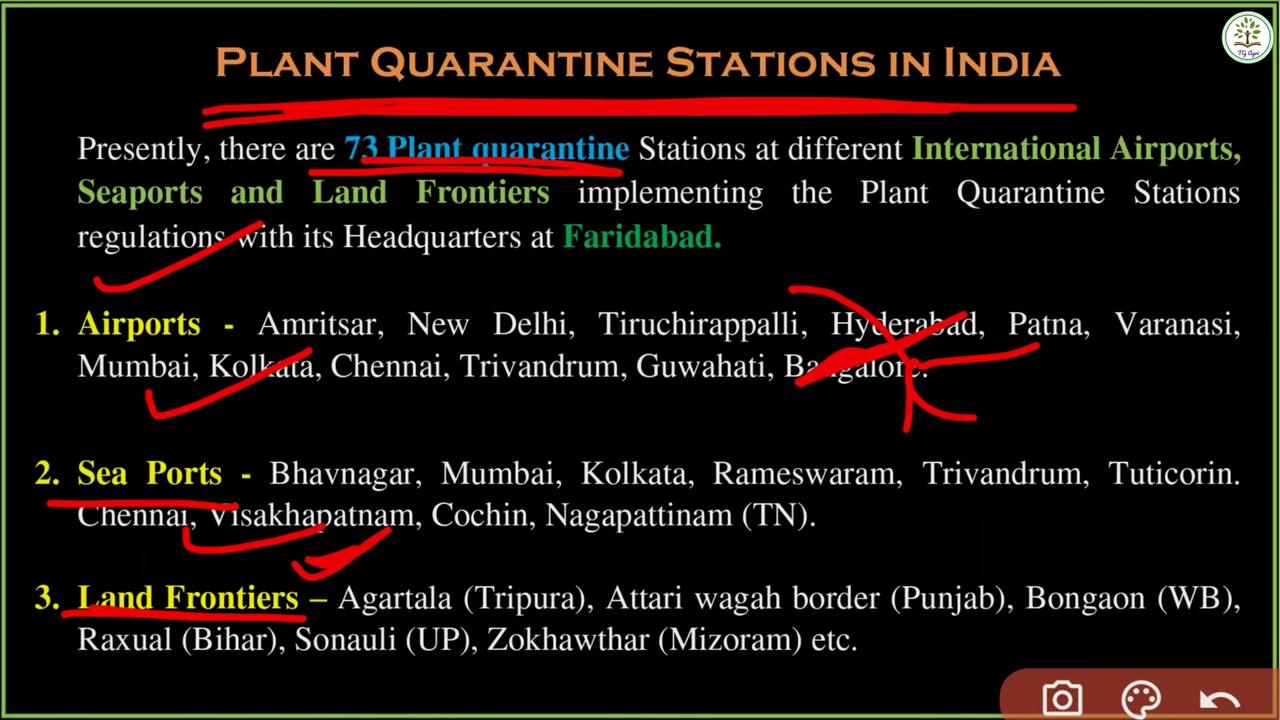 PLANT QUARANTINE STATIONS IN INDIA
Presently, there are 73 Plant quarantine Stations at different International Airports,
Seaports and Land Frontiers implementing the Plant Quarantine Stations
regulations with its Headquarters at Faridabad.
1. Airports - Amritsar, New Delhi, Tiruchirappalli, Hyderabad, Patna, Varanasi,
Mumbai, Kolkata, Chennai, Trivandrum, Guwahati, Bangalore.
2. Sea Ports - Bhavnagar, Mumbai, Kolkata, Rameswaram, Trivandrum, Tuticorin.
Chennai, Visakhapatnam, Cochin, Nagapattinam (TN).
3. Land Frontiers – Agartala (Tripura), Attari wagah border (Punjab), Bongaon (WB),
Raxual (Bihar), Sonauli (UP), Zokhawthar (Mizoram) etc.
TG Agri